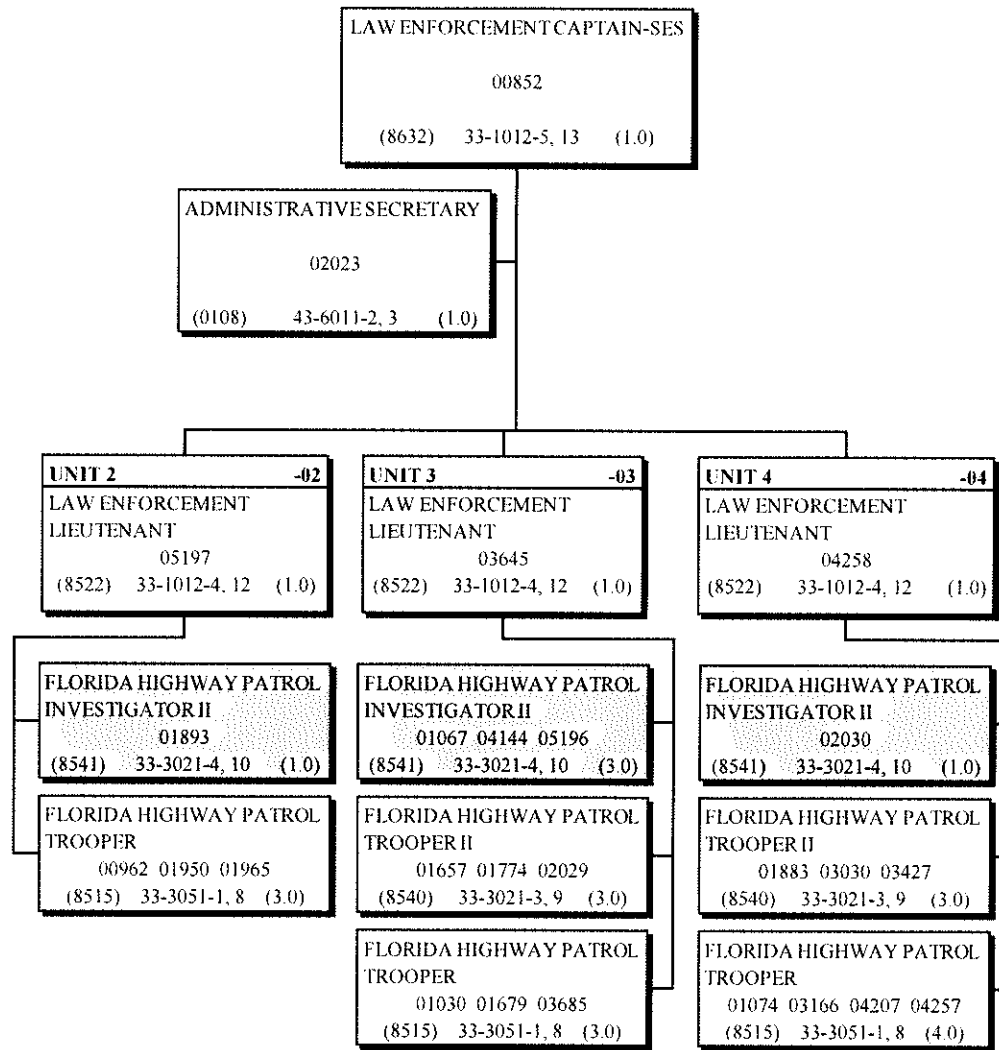 LAW ENFORCEMENT CAPTAIN-SES
00852
(8632) 33-1012-5, 13 (1.0)
ADMINISTRATIVE SECRETARY
02023
(0108) 43-6011-2, 3 (1.0)
UNIT 2 -02
LAW ENFORCEMENT
LIEUTENANT
05197
(8522) 33-1012-4, 12 (1.0)
FLORIDA HIGHWAY PATROL
INVESTIGATOR II
01893
(8541) 33-3021-4, 10 (1.0)
FLORIDA HIGHWAY PATROL
TROOPER
00962 01950 01965
(8515) 33-3051-1, 8 (3.0)
UNIT 3 -03
LAW ENFORCEMENT
LIEUTENANT
03645
(8522) 33-1012-4, 12 (1.0)
FLORIDA HIGHWAY PATROL
INVESTIGATOR II
01067 04144 05196
(8541) 33-3021-4, 10 (3.0)
FLORIDA HIGHWAY PATROL
TROOPER II
01657 01774 02029
(8540) 33-3021-3, 9 (3.0)
FLORIDA HIGHWAY PATROL
TROOPER
01030 01679 03685
(8515) 33-3051-1, 8 (3.0)
UNIT 4 -04
LAW ENFORCEMENT
LIEUTENANT
04258
(8522) 33-1012-4, 12 (1.0)
FLORIDA HIGHWAY PATROL
INVESTIGATOR II
02030
(8541) 33-3021-4, 10 (1.0)
FLORIDA HIGHWAY PATROL
TROOPER II
01883 03030 03427
(8540) 33-3021-3, 9 (3.0)
FLORIDA HIGHWAY PATROL
TROOPER
01074 03166 04207 04257
(8515) 33-3051-1, 8 (4.0)